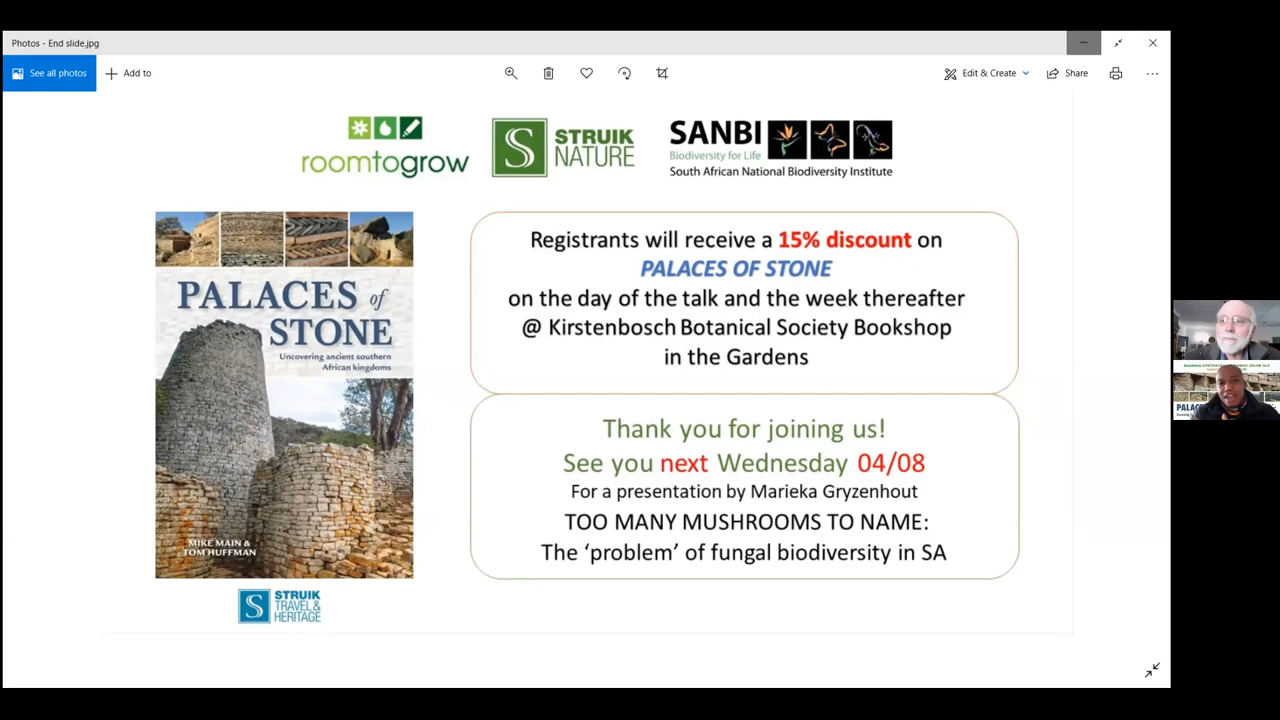 Photos - End slide.jpg
See all photos
Add to
Edit & Create
Share
roomtogrow
S STRUIK
NATURE
SANBI
Biodiversity for Life
South African National Biodiversity Institute
PALACES of
STONE
Uncovering ancient southern
African kingdoms
MIKE MAIN &
TOM HUFFMAN
S STRUIK
TRAVEL &
HERITAGE
Registrants will receive a 15% discount on
PALACES OF STONE
on the day of the talk and the week thereafter
@ Kirstenbosch Botanical Society Bookshop
in the Gardens
Thank you for joining us!
See you next Wednesday 04/08
For a presentation by Marieka Gryzenhout
TOO MANY MUSHROOMS TO NAME:
The ‘problem’ of fungal biodiversity in SA